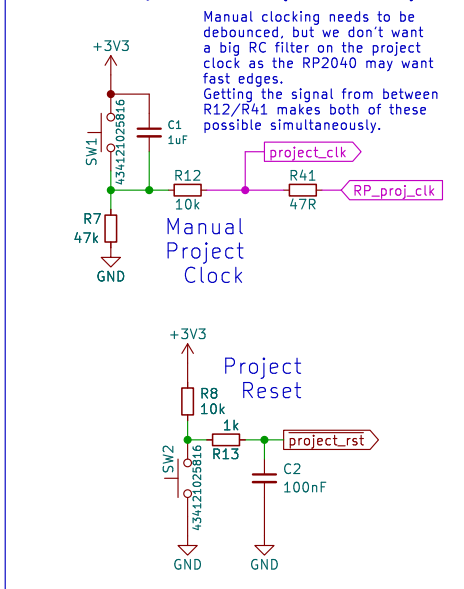 Manual clocking needs to be
debounced, but we don't want
a big RC filter on the project
clock as the RP2040 may want
fast edges.
Getting the signal from between
R12/R41 makes both of these
possible simultaneously.
+3V3
SW1
434121025816
C1
1uF
project_clk
R12
10k
R41
47R
RP_proj_clk
R7
47k
GND
Manual
Project
Clock
+3V3
Project
Reset
R8
10k
1k
R13
project_rst
SW2
434121025816
C2
100nF
GND
GND